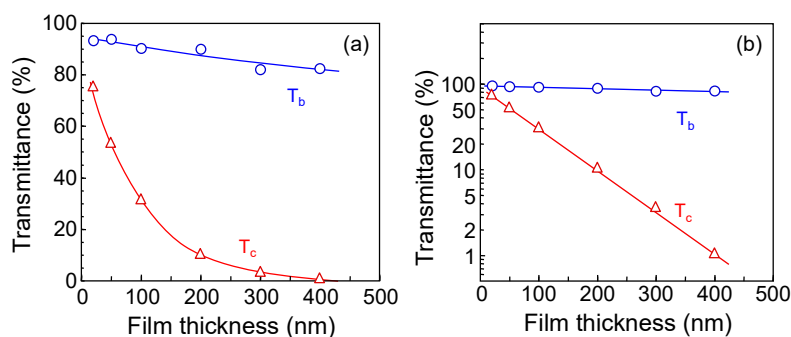 100
80
60
40
20
0
Transmittance (%)
(a)
T_b
T_c
0 100 200 300 400 500
Film thickness (nm)
100
80
50
20
10
5
2
1
Transmittance (%)
(b)
T_b
T_c
0 100 200 300 400 500
Film thickness (nm)